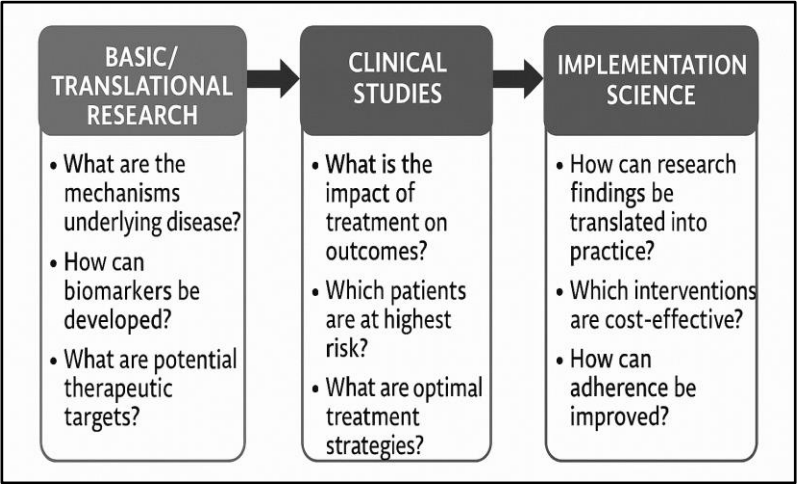 BASIC/
TRANSLATIONAL
RESEARCH
• What are the
mechanisms
underlying disease?
• How can
biomarkers be
developed?
• What are potential
therapeutic
targets?
CLINICAL
STUDIES
• What is the
impact of
treatment on
outcomes?
• Which patients
are at highest
risk?
• What are optimal
treatment
strategies?
IMPLEMENTATION
SCIENCE
• How can research
findings be
translated into
practice?
• Which interventions
are cost-effective?
• How can
adherence be
improved?